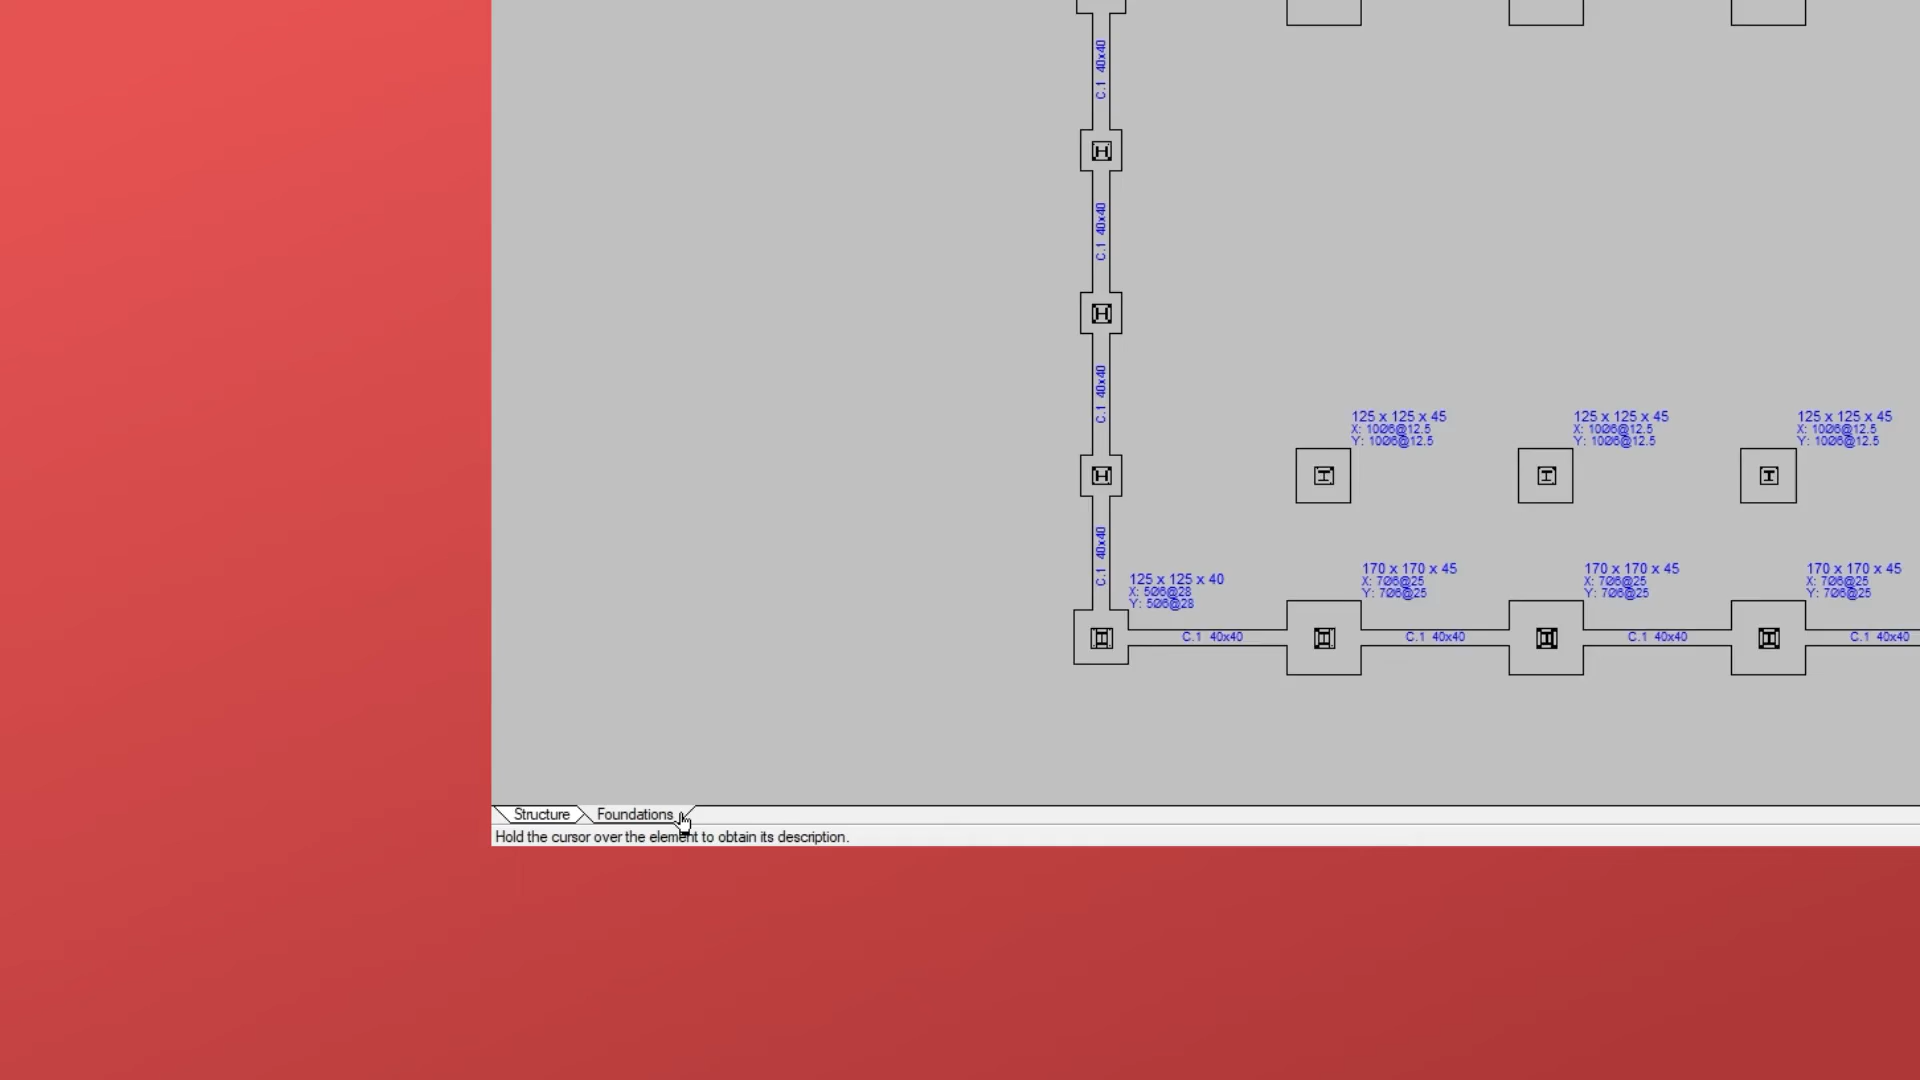 C.1 40x40
C.1 40x40
C.1 40x40
125 x 125 x 45
X: 10Ø6@12.5
Y: 10Ø6@12.5
125 x 125 x 45
X: 10Ø6@12.5
Y: 10Ø6@12.5
125 x 125 x 45
X: 10Ø6@12.5
Y: 10Ø6@12.5
C.1 40x40
125 x 125 x 40
X: 5Ø6@28
Y: 5Ø6@28
170 x 170 x 45
X: 7Ø6@25
Y: 7Ø6@25
170 x 170 x 45
X: 7Ø6@25
Y: 7Ø6@25
170 x 170 x 45
X: 7Ø6@25
Y: 7Ø6@25
C.1 40x40
C.1 40x40
C.1 40x40
C.1 40x40
Structure
Foundations
Hold the cursor over the element to obtain its description.